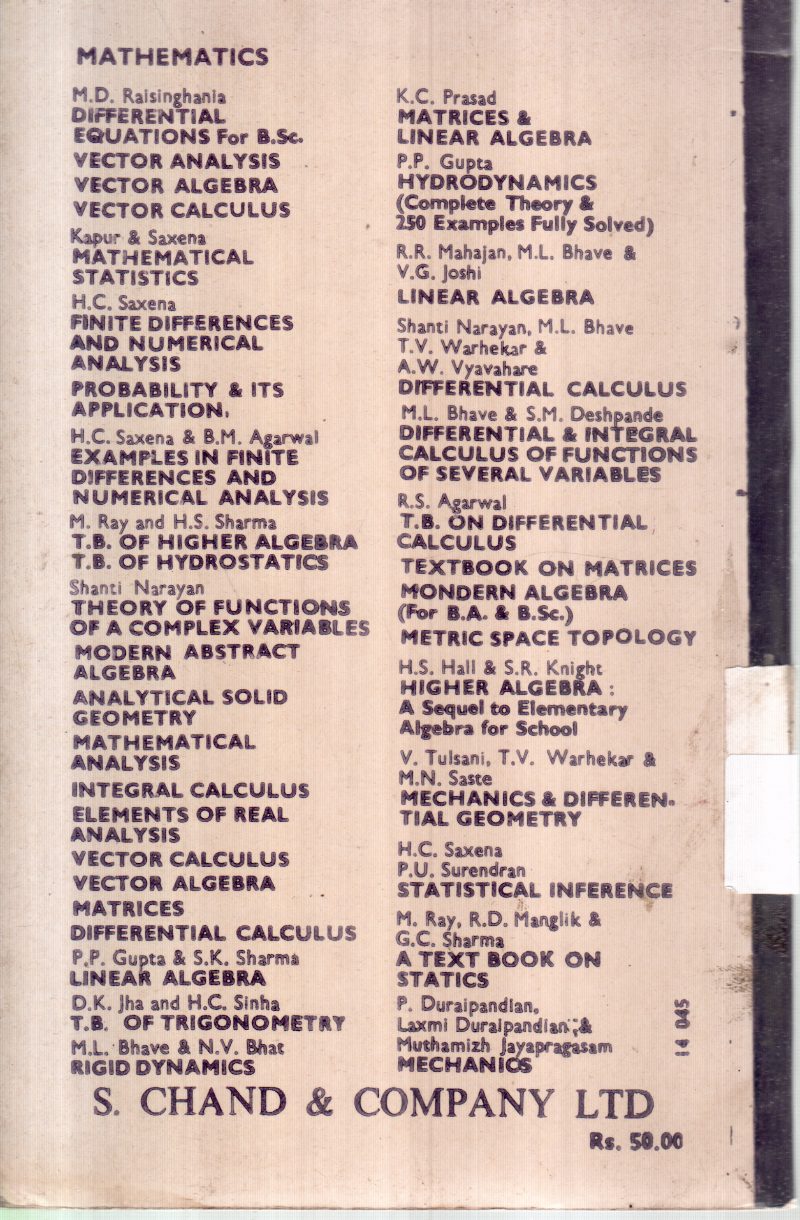 MATHEMATICS
M.D. Raisinghania
DIFFERENTIAL
EQUATIONS For B.Sc.
VECTOR ANALYSIS
VECTOR ALGEBRA
VECTOR CALCULUS
Kapur & Saxena
MATHEMATICAL
STATISTICS
H.C. Saxena
FINITE DIFFERENCES
AND NUMERICAL
ANALYSIS
PROBABILITY & ITS
APPLICATION.
H.C. Saxena & B.M. Agarwal
EXAMPLES IN FINITE
DIFFERENCES AND
NUMERICAL ANALYSIS
M. Ray and H.S. Sharma
T.B. OF HIGHER ALGEBRA
T.B. OF HYDROSTATICS
Shanti Narayan
THEORY OF FUNCTIONS
OF A COMPLEX VARIABLES
MODERN ABSTRACT
ALGEBRA
ANALYTICAL SOLID
GEOMETRY
MATHEMATICAL
ANALYSIS
INTEGRAL CALCULUS
ELEMENTS OF REAL
ANALYSIS
VECTOR CALCULUS
VECTOR ALGEBRA
MATRICES
DIFFERENTIAL CALCULUS
P.P. Gupta & S.K. Sharma
LINEAR ALGEBRA
D.K. Jha and H.C. Sinha
T.B. OF TRIGONOMETRY
M.L. Bhave & N.V. Bhat
RIGID DYNAMICS
K.C. Prasad
MATRICES &
LINEAR ALGEBRA
P.P. Gupta
HYDRODYNAMICS
(Complete Theory &
250 Examples Fully Solved)
R.R. Mahajan, M.L. Bhave &
V.G. Joshi
LINEAR ALGEBRA
Shanti Narayan, M.L. Bhave
T.V. Warhekar &
A.W. Vyavahare
DIFFERENTIAL CALCULUS
M.L. Bhave & S.M. Deshpande
DIFFERENTIAL & INTEGRAL
CALCULUS OF FUNCTIONS
OF SEVERAL VARIABLES
R.S. Agarwal
T.B. ON DIFFERENTIAL
CALCULUS
TEXTBOOK ON MATRICES
MONDERN ALGEBRA
(For B.A. & B.Sc.)
METRIC SPACE TOPOLOGY
H.S. Hall & S.R. Knight
HIGHER ALGEBRA :
A Sequel to Elementary
Algebra for School
V. Tulsani, T.V. Warhekar &
M.N. Saste
MECHANICS & DIFFEREN-
TIAL GEOMETRY
H.C. Saxena
P.U. Surendran
STATISTICAL INFERENCE
M. Ray, R.D. Manglik &
G.C. Sharma
A TEXT BOOK ON
STATICS
P. Duraipandian,
Laxmi Duraipandian, &
Muthamizh Jayapragasam
MECHANICS
14 045
S. CHAND & COMPANY LTD
Rs. 50.00